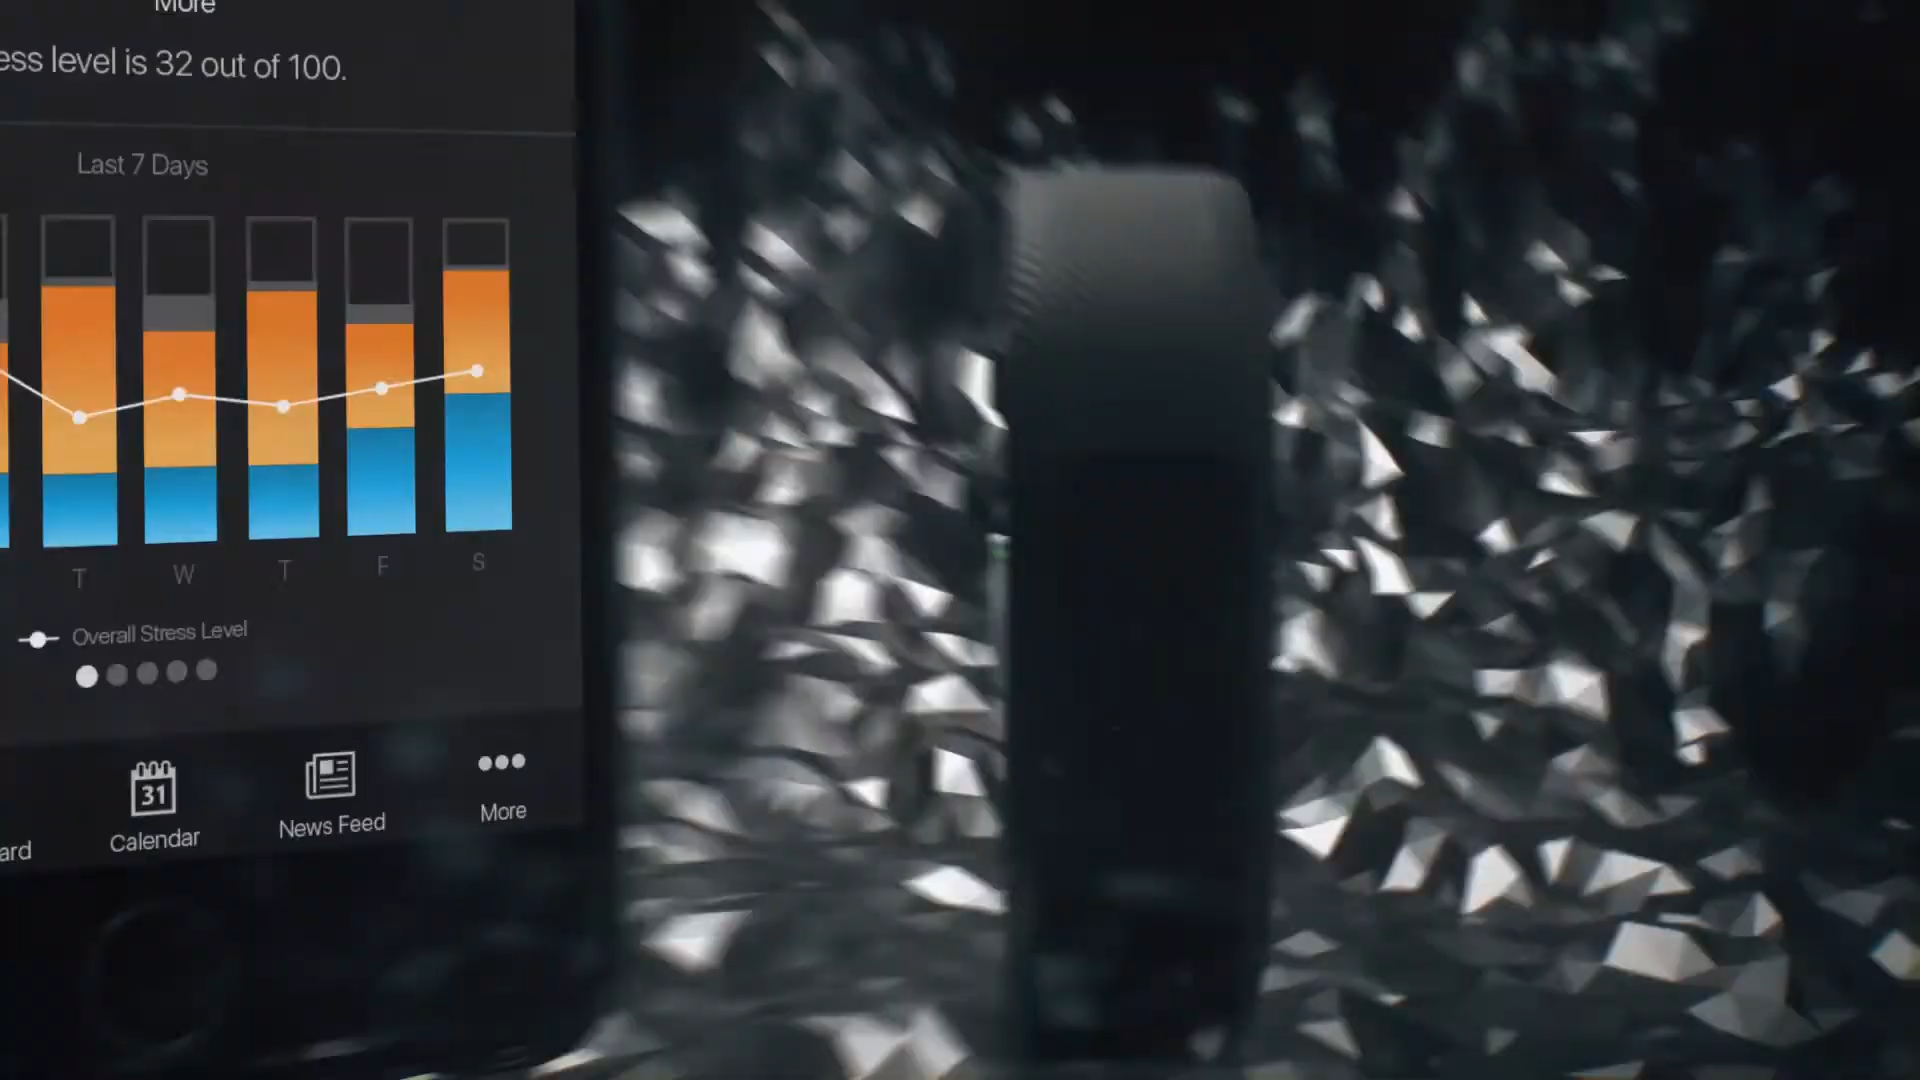 More
ess level is 32 out of 100.
Last 7 Days
T W T F S
Overall Stress Level
31
ard Calendar News Feed More